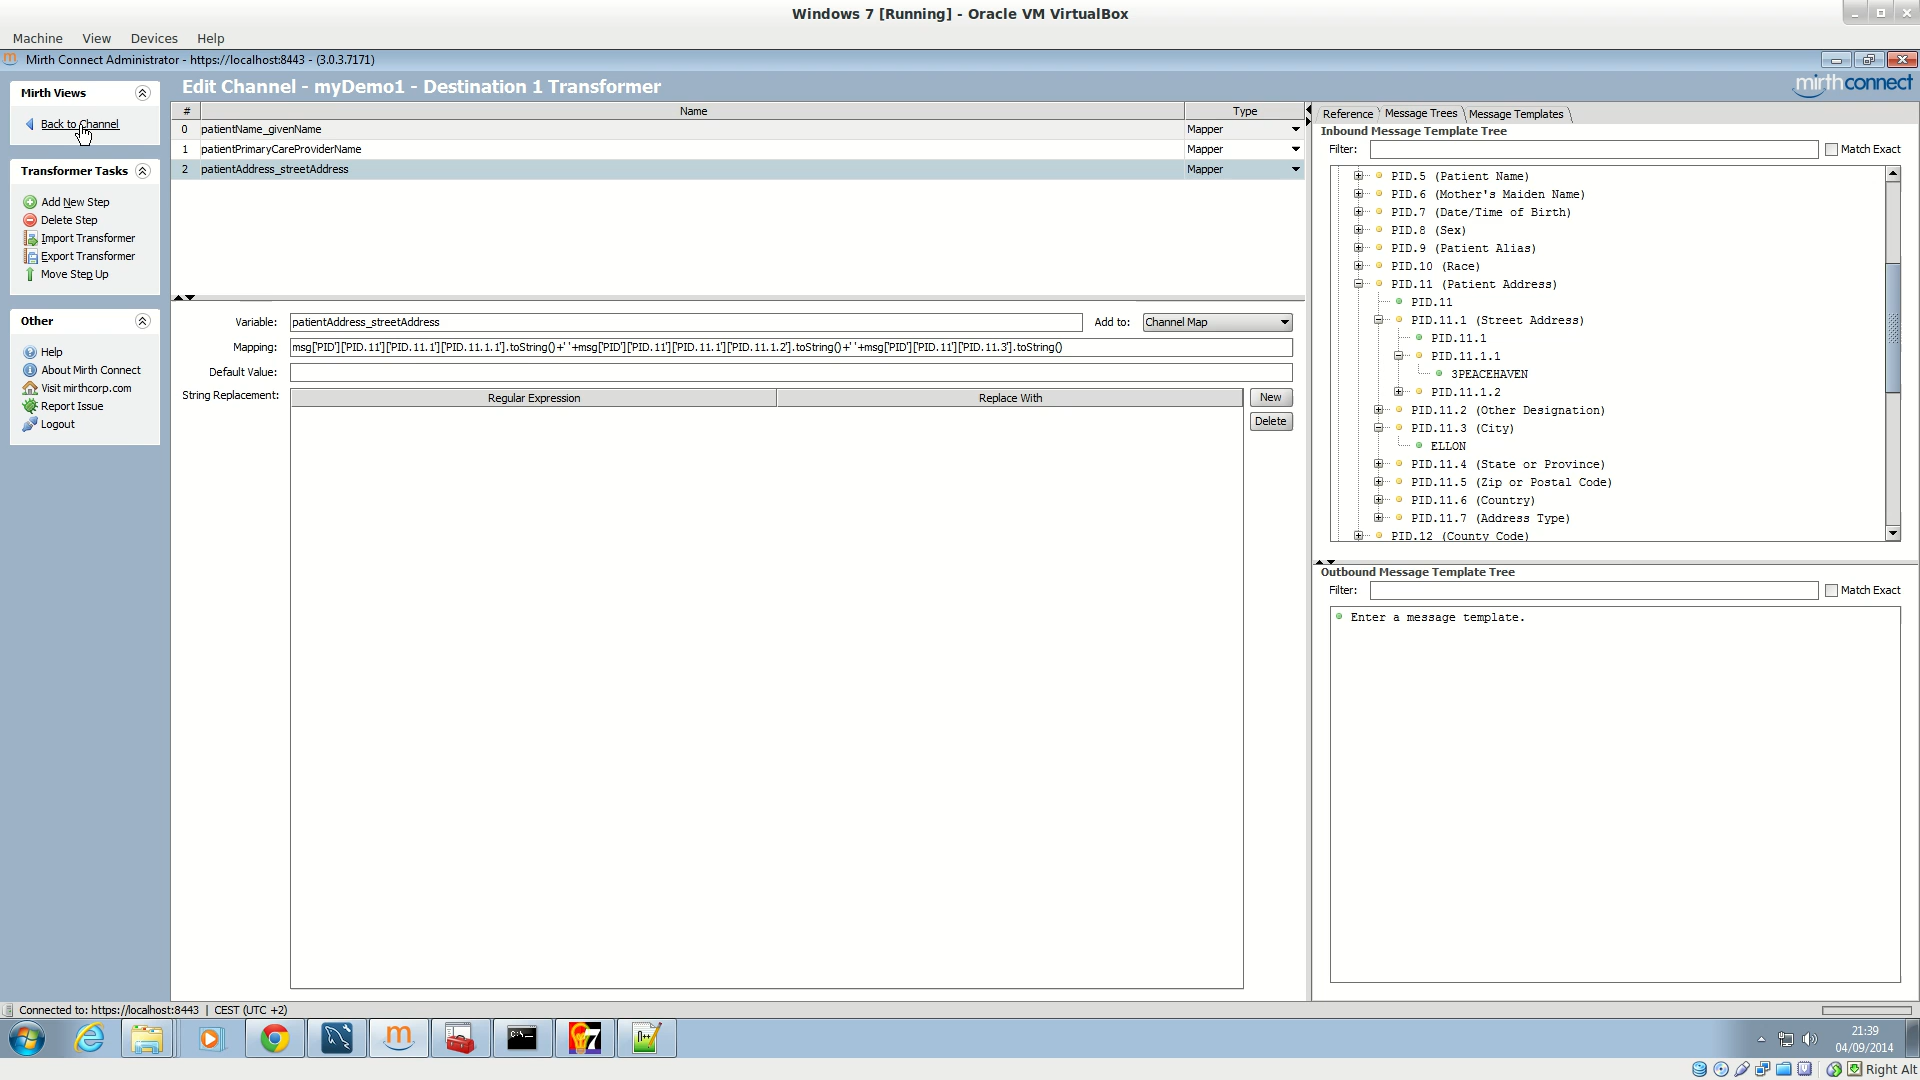 Windows 7 [Running] - Oracle VM VirtualBox
Machine View Devices Help
Mirth Connect Administrator - https://localhost:8443 - (3.0.3.7171)
Mirth Views
Back to Channel
Transformer Tasks
Add New Step
Delete Step
Import Transformer
Export Transformer
Move Step Up
Other
Help
About Mirth Connect
Visit mirthcorp.com
Report Issue
Logout
Edit Channel - myDemo1 - Destination 1 Transformer
mirthconnect
# Name Type
0 patientName_givenName Mapper
1 patientPrimaryCareProviderName Mapper
2 patientAddress_streetAddress Mapper
Variable: patientAddress_streetAddress Add to: Channel Map
Mapping: msg['PID']['PID.11']['PID.11.1']['PID.11.1.1'].toString()+' '+msg['PID']['PID.11']['PID.11.1']['PID.11.1.2'].toString()+' '+msg['PID']['PID.11']['PID.11.3'].toString()
Default Value:
String Replacement: Regular Expression Replace With New
Delete
Reference Message Trees Message Templates
Inbound Message Template Tree
Filter: Match Exact
PID.5 (Patient Name)
PID.6 (Mother's Maiden Name)
PID.7 (Date/Time of Birth)
PID.8 (Sex)
PID.9 (Patient Alias)
PID.10 (Race)
PID.11 (Patient Address)
PID.11
PID.11.1 (Street Address)
PID.11.1
PID.11.1.1
3PEACEHAVEN
PID.11.1.2
PID.11.2 (Other Designation)
PID.11.3 (City)
ELLON
PID.11.4 (State or Province)
PID.11.5 (Zip or Postal Code)
PID.11.6 (Country)
PID.11.7 (Address Type)
PID.12 (County Code)
Outbound Message Template Tree
Filter: Match Exact
Enter a message template.
Connected to: https://localhost:8443 | CEST (UTC +2)
21:39
04/09/2014
Right Alt